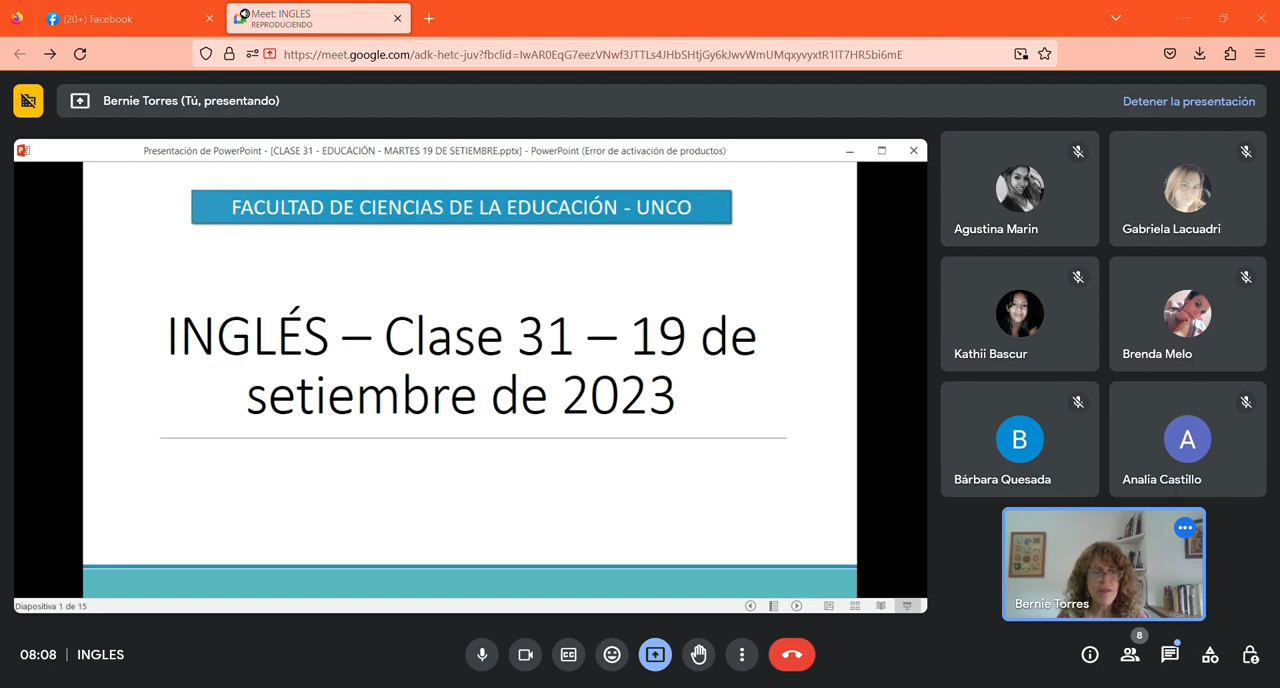 (20+) Facebook
Meet: INGLES
REPRODUCIENDO
https://meet.google.com/adk-hetc-juv?fbclid=IwAR0EqG7eezVNwf3JTTLs4JHbSHtjGy6kJwvWmUMqxyvyxtR1lT7HR5bi6mE
Bernie Torres (Tú, presentando)
Detener la presentación
Presentación de PowerPoint - [CLASE 31 - EDUCACIÓN - MARTES 19 DE SETIEMBRE.pptx] - PowerPoint (Error de activación de productos)
FACULTAD DE CIENCIAS DE LA EDUCACIÓN - UNCO
INGLÉS – Clase 31 – 19 de
setiembre de 2023
Diapositiva 1 de 15
Agustina Marin
Gabriela Lacuadri
Kathii Bascur
Brenda Melo
B
Bárbara Quesada
A
Analia Castillo
Bernie Torres
08:08 | INGLES
8